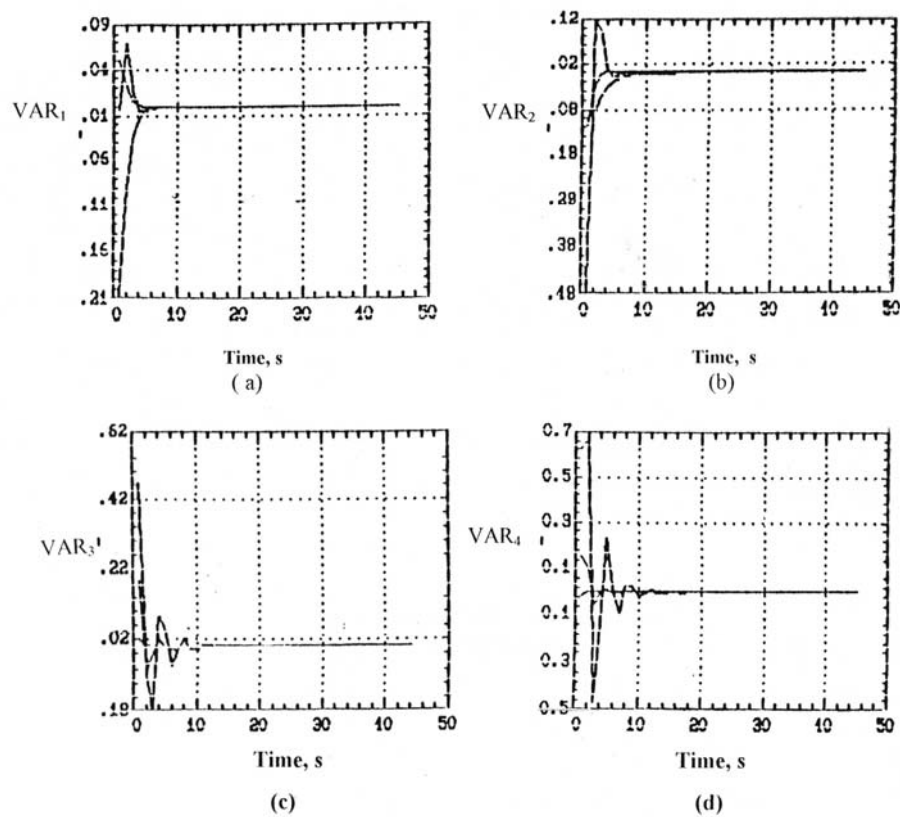 .09
.04
.01
.06
.11
.16
.21
VAR₁
0 10 20 30 40 50
Time, s
( a)
.12
.02
.08
.18
.28
.38
.48
VAR₂
0 10 20 30 40 50
Time, s
(b)
.62
.42
.22
.02
.18
VAR₃
0 10 20 30 40 50
Time, s
(c)
0.7
0.5
0.3
0.1
0.1
0.3
0.5
VAR₄
0 10 20 30 40 50
Time, s
(d)